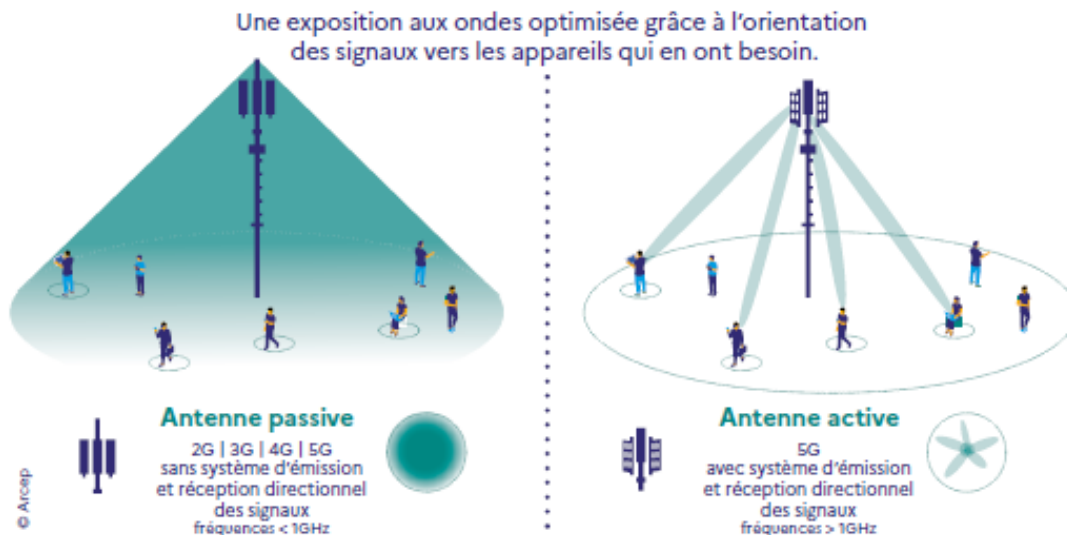 Une exposition aux ondes optimisée grâce à l'orientation
des signaux vers les appareils qui en ont besoin.
Antenne passive
2G | 3G | 4G | 5G
sans système d'émission
et réception directionnel
des signaux
fréquences < 1GHz
Antenne active
5G
avec système d'émission
et réception directionnel
des signaux
fréquences > 1GHz
© Arcep